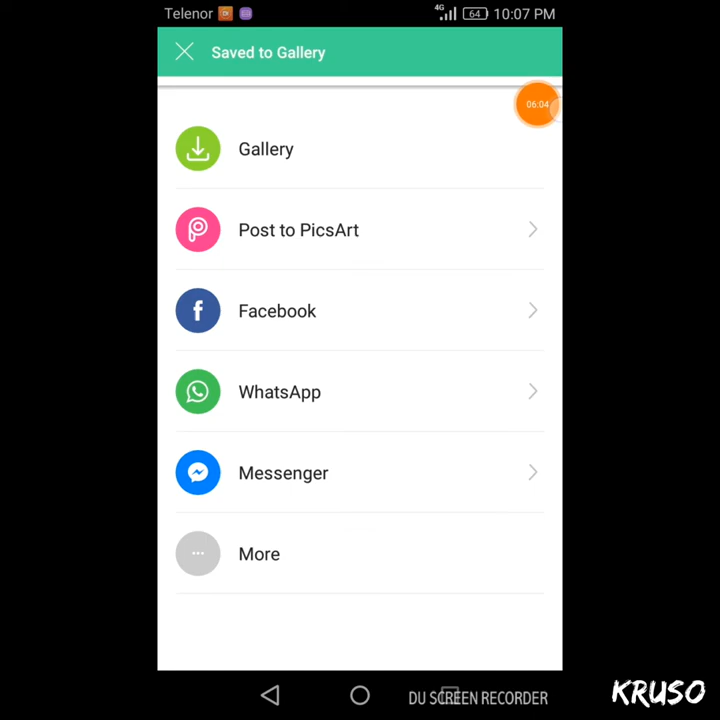 Telenor 4G 64 10:07 PM
Saved to Gallery
06:04
Gallery
Post to PicsArt
Facebook
WhatsApp
Messenger
More
DU SCREEN RECORDER
KRUSO